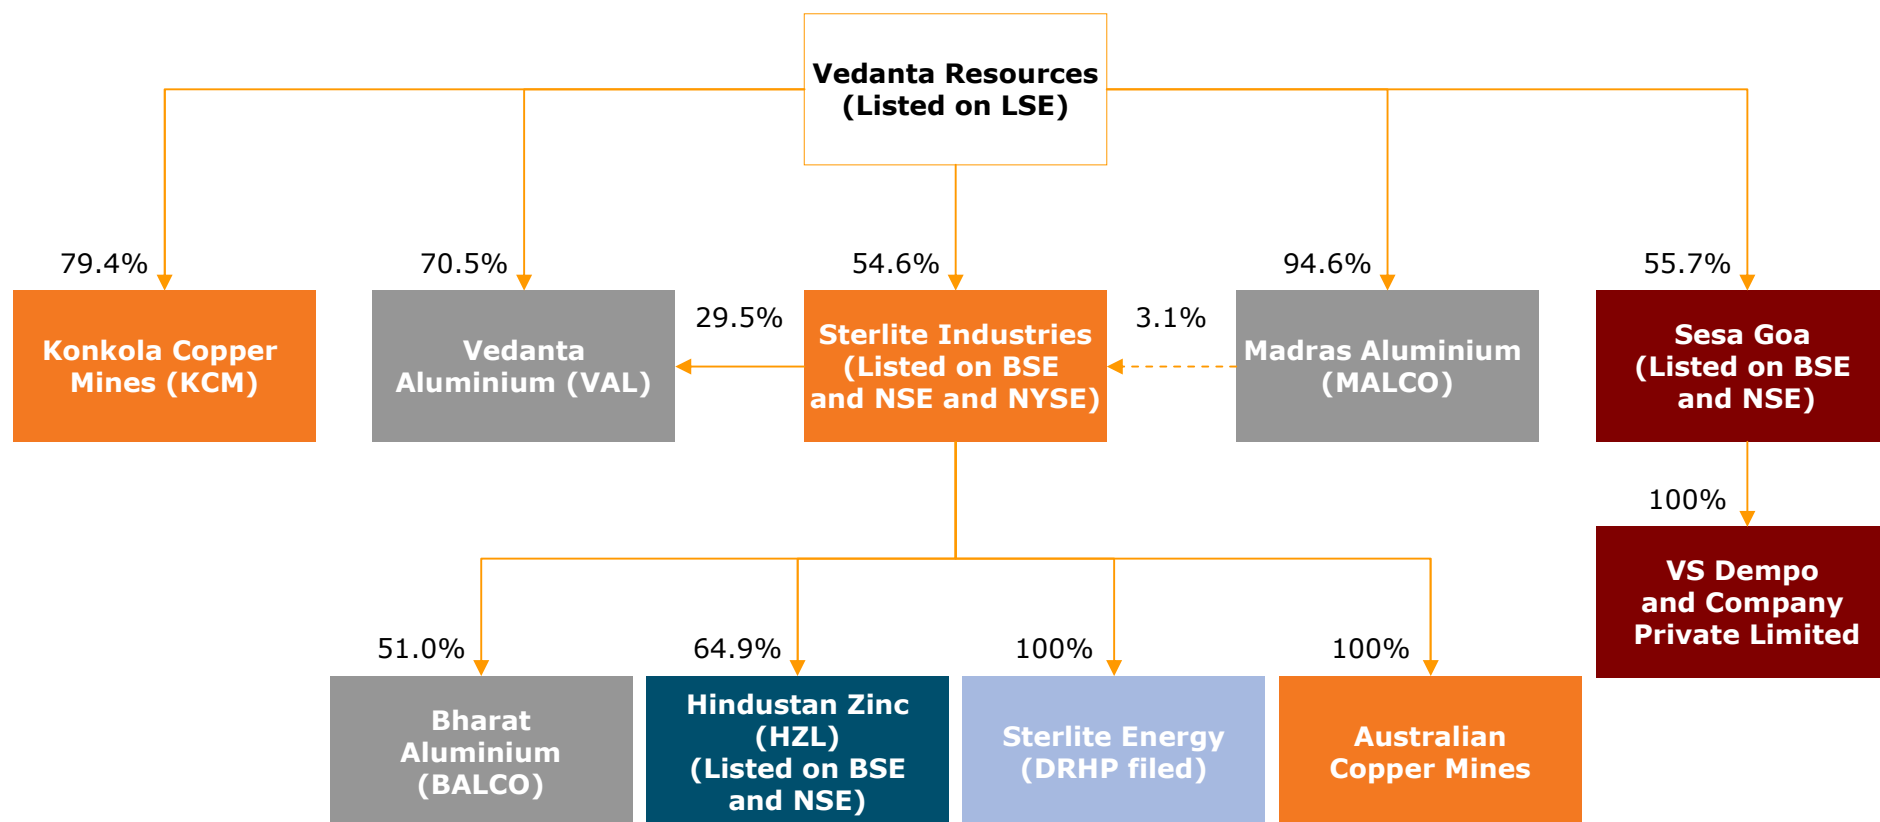 Vedanta Resources
(Listed on LSE)
79.4%
70.5%
54.6%
94.6%
55.7%
Konkola Copper
Mines (KCM)
Vedanta
Aluminium (VAL)
29.5%
Sterlite Industries
(Listed on BSE
and NSE and NYSE)
3.1%
Madras Aluminium
(MALCO)
Sesa Goa
(Listed on BSE
and NSE)
100%
VS Dempo
and Company
Private Limited
51.0%
64.9%
100%
100%
Bharat
Aluminium
(BALCO)
Hindustan Zinc
(HZL)
(Listed on BSE
and NSE)
Sterlite Energy
(DRHP filed)
Australian
Copper Mines